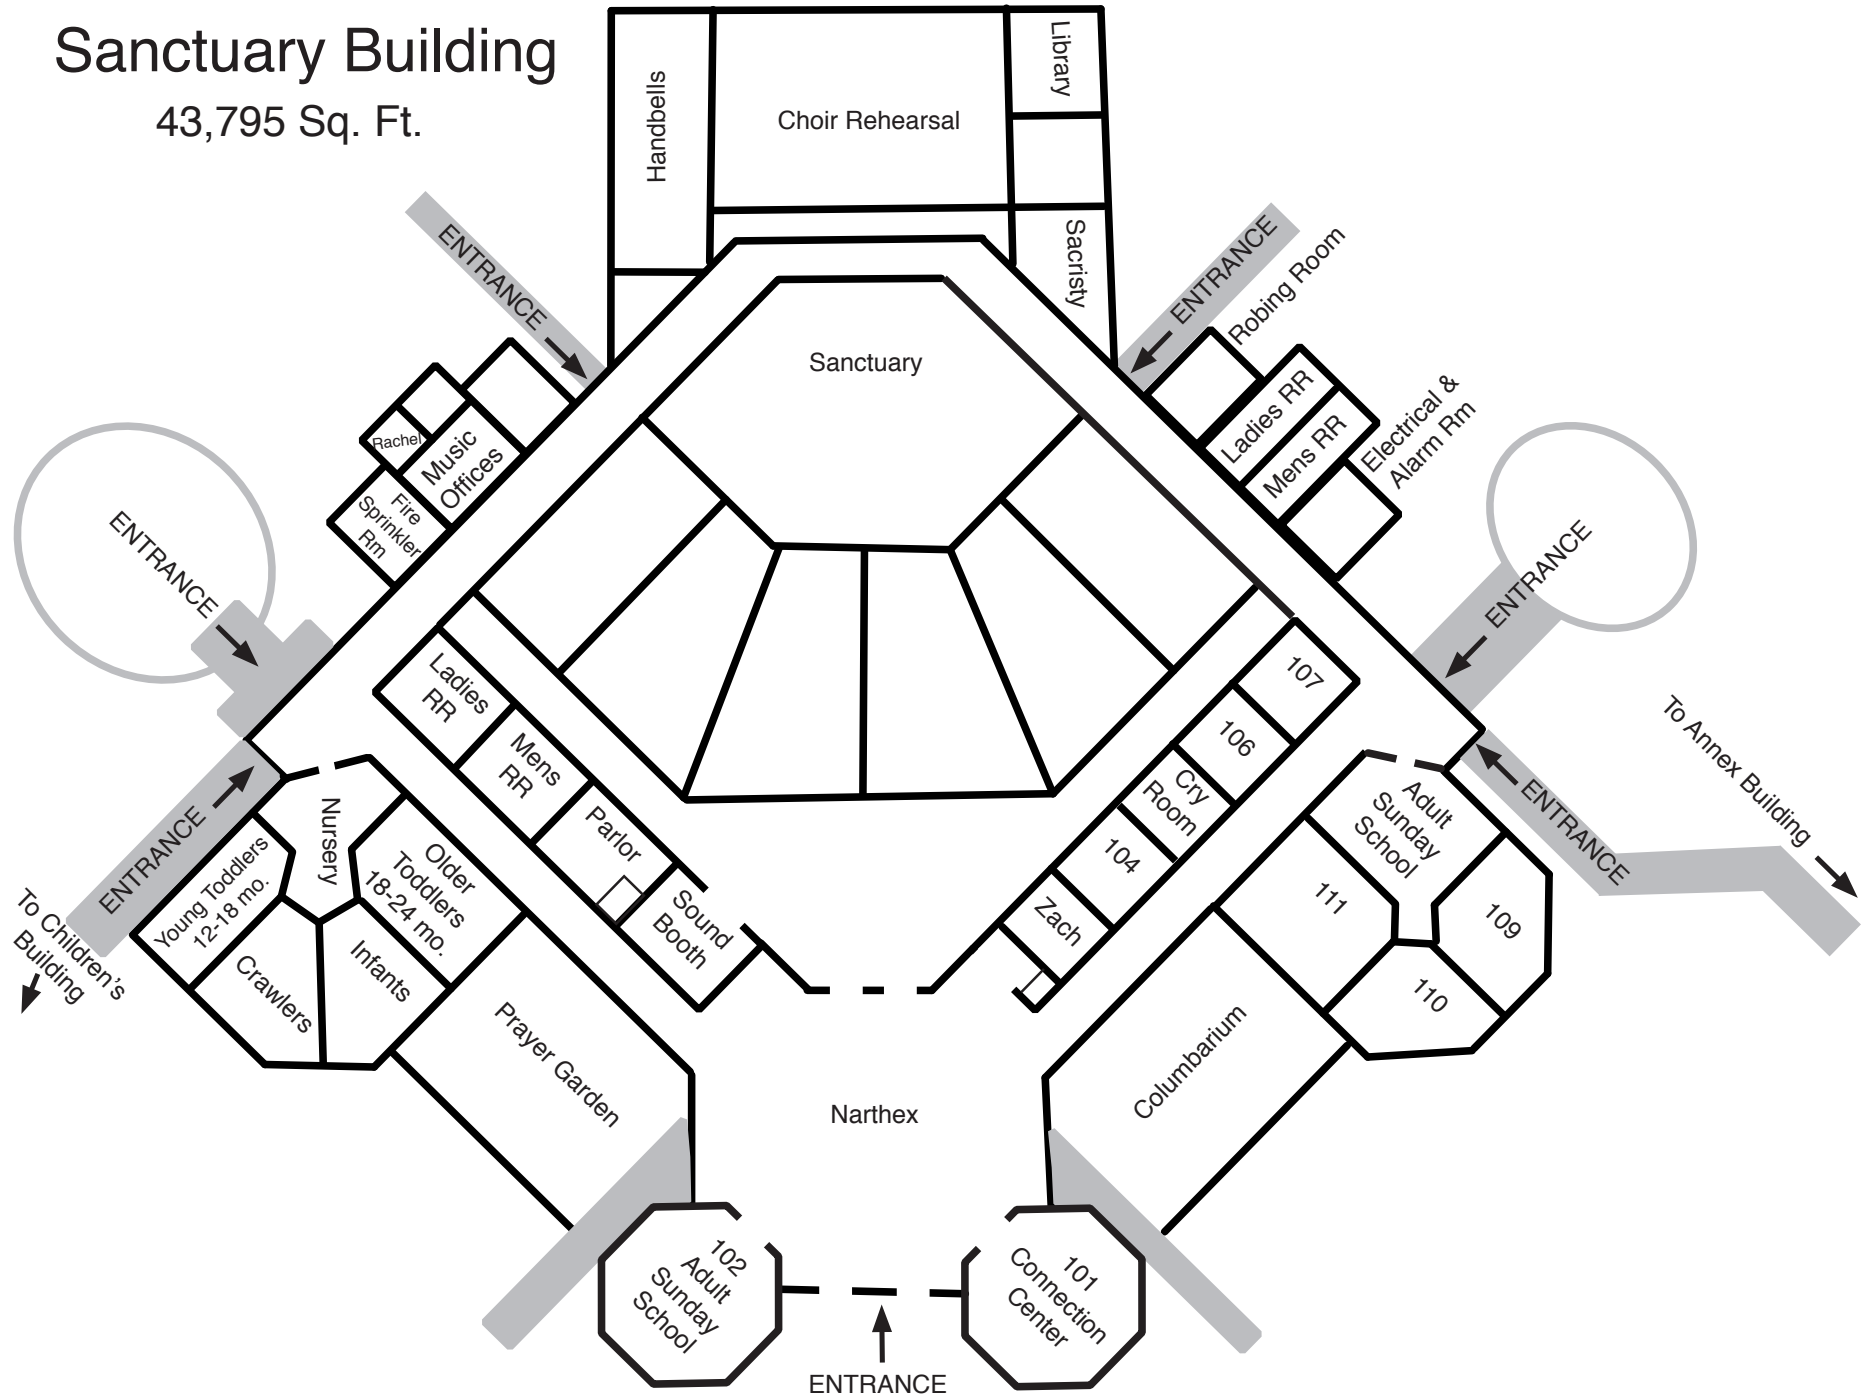 Sanctuary Building
43,795 Sq. Ft.
Handbells
Choir Rehearsal
Library
Sacristy
ENTRANCE
ENTRANCE
Robing Room
Sanctuary
Ladies RR
Mens RR
Electrical &
Alarm Rm
Rachel
Music
Offices
Fire
Sprinkler
Rm
ENTRANCE
ENTRANCE
Ladies
RR
Mens
RR
Parlor
Sound
Booth
107
106
Cry
Room
104
Zach
To Annex Building
ENTRANCE
ENTRANCE
To Children's
Building
Nursery
Young Toddlers
12-18 mo.
Older
Toddlers
18-24 mo.
Crawlers
Infants
Adult
Sunday
School
111
109
110
Prayer Garden
Narthex
Columbarium
102
Adult
Sunday
School
101
Connection
Center
ENTRANCE